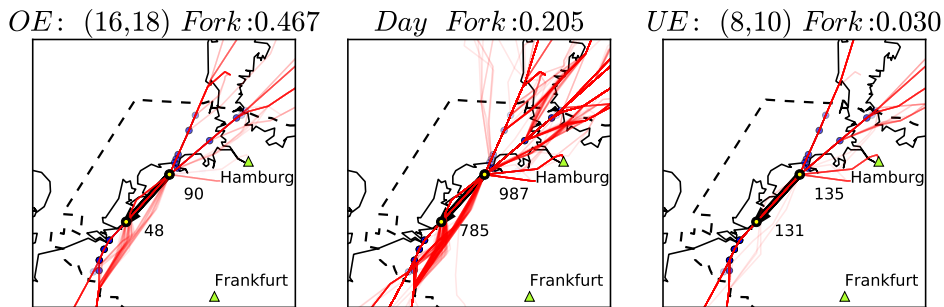 OE: (16,18) Fork:0.467
Hamburg
90
48
Frankfurt
Day Fork:0.205
Hamburg
987
785
Frankfurt
UE: (8,10) Fork:0.030
Hamburg
135
131
Frankfurt